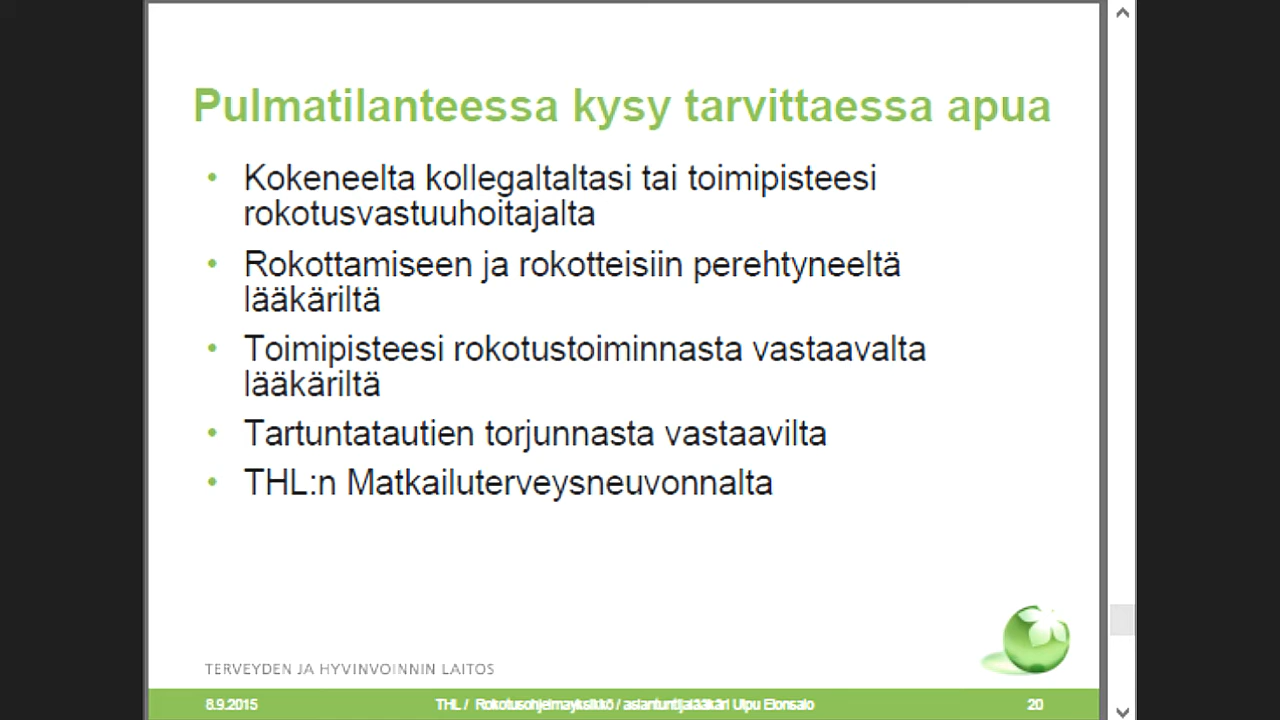 Pulmatilanteessa kysy tarvittaessa apua
• Kokeneelta kollegaltaltasi tai toimipisteesi
rokotusvastuuhoitajalta
• Rokottamiseen ja rokotteisiin perehtyneeltä
lääkäriltä
• Toimipisteesi rokotustoiminnasta vastaavalta
lääkäriltä
• Tartuntatautien torjunnasta vastaavilta
• THL:n Matkailuterveysneuvonnalta
TERVEYDEN JA HYVINVOINNIN LAITOS
8.9.2015 THL / Rokotusohjelmayksikkö / asiantuntijalääkäri Ulpu Elonsalo 20